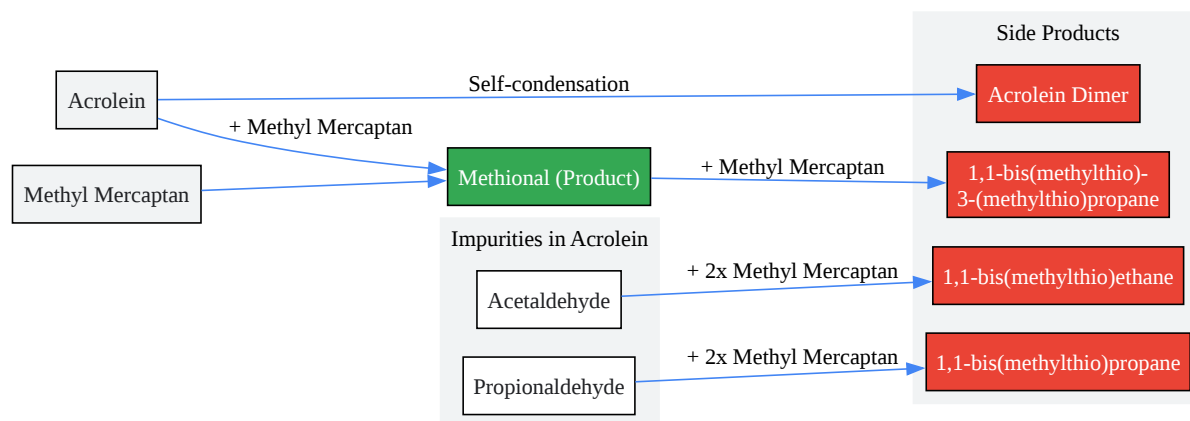 Side Products
Acrolein
Self-condensation
Acrolein Dimer
+ Methyl Mercaptan
Methyl Mercaptan
Methional (Product)
+ Methyl Mercaptan
1,1-bis(methylthio)-
3-(methylthio)propane
Impurities in Acrolein
Acetaldehyde
+ 2x Methyl Mercaptan
1,1-bis(methylthio)ethane
Propionaldehyde
+ 2x Methyl Mercaptan
1,1-bis(methylthio)propane